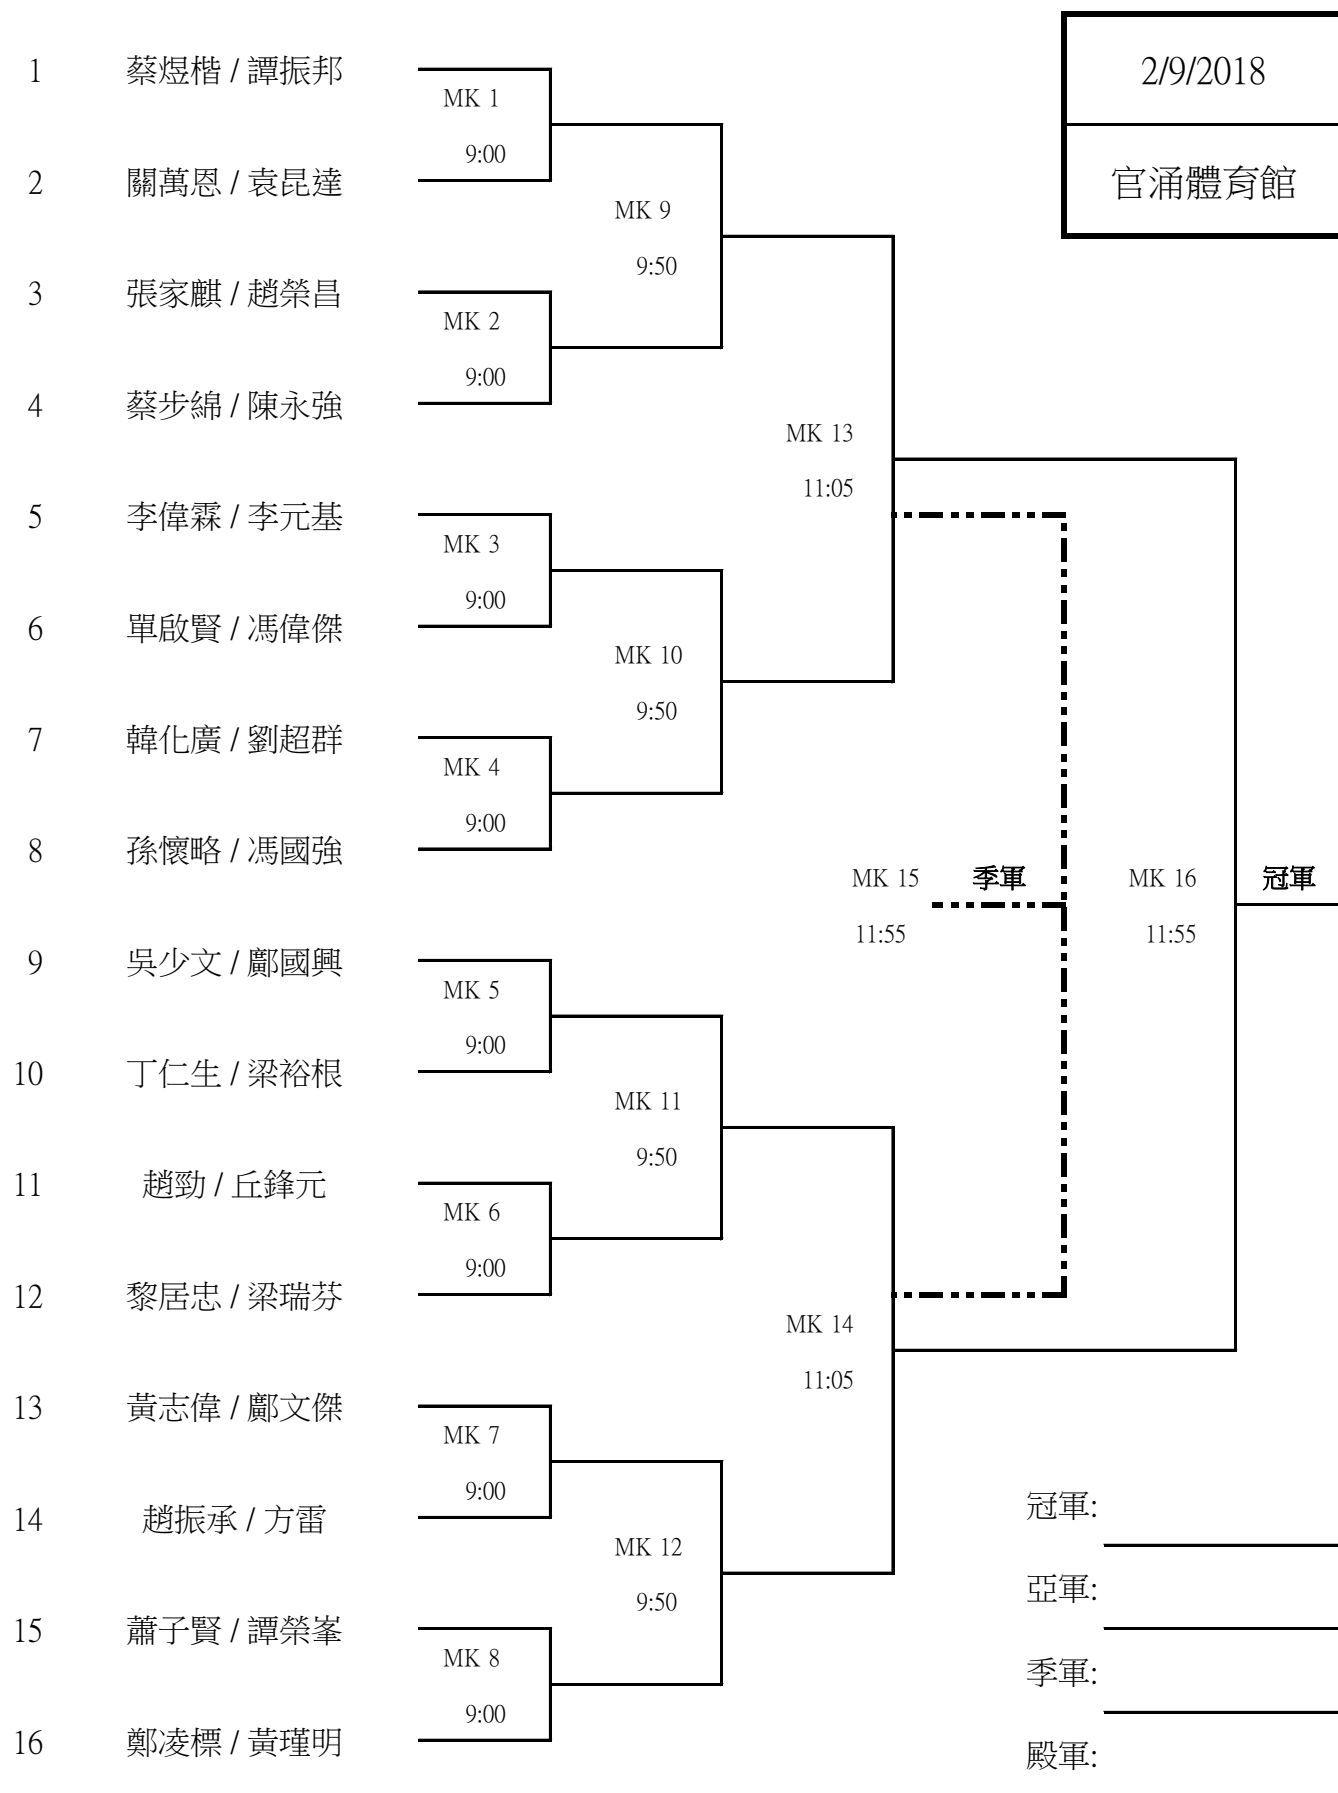 1 蔡煜楷 / 譚振邦
2/9/2018
MK 1
9:00
2 關萬恩 / 袁昆達
官涌體育館
MK 9
9:50
3 張家麒 / 趙榮昌
MK 2
9:00
4 蔡步綿 / 陳永強
MK 13
11:05
5 李偉霖 / 李元基
MK 3
9:00
6 單啟賢 / 馮偉傑
MK 10
9:50
7 韓化廣 / 劉超群
MK 4
9:00
8 孫懷略 / 馮國強
MK 15 季軍 MK 16 冠軍
11:55 11:55
9 吳少文 / 鄺國興
MK 5
9:00
10 丁仁生 / 梁裕根
MK 11
9:50
11 趙勁 / 丘鋒元
MK 6
9:00
12 黎居忠 / 梁瑞芬
MK 14
11:05
13 黃志偉 / 鄺文傑
MK 7
9:00
14 趙振承 / 方雷
冠軍:
MK 12
9:50
亞軍:
15 蕭子賢 / 譚榮峯
MK 8
9:00
季軍:
16 鄭凌標 / 黃瑾明
殿軍: